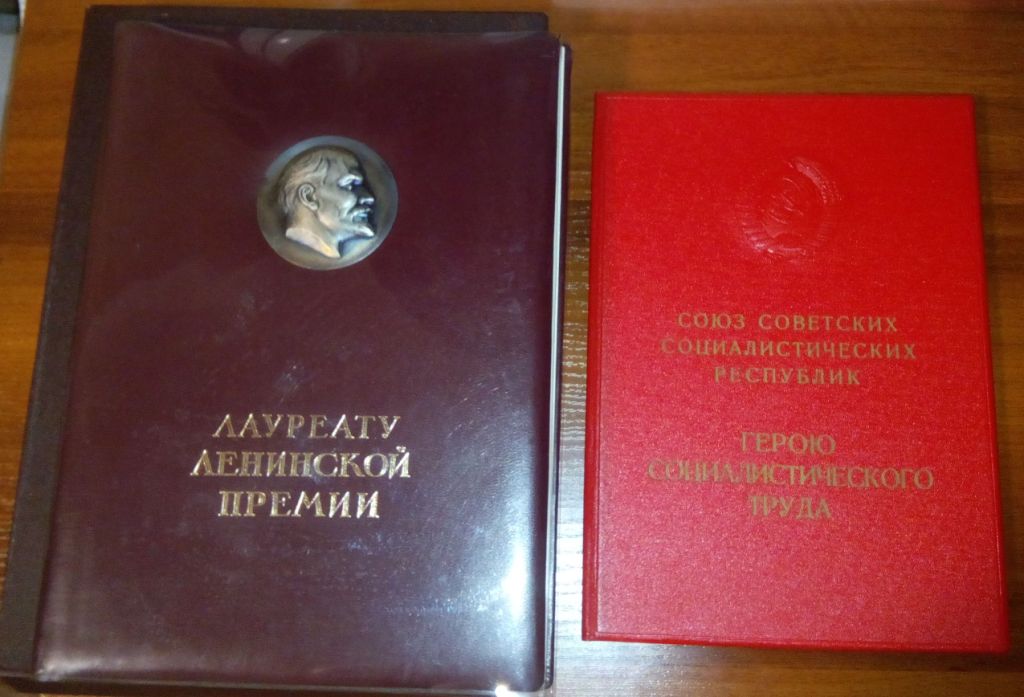 ЛАУРЕАТУ
ЛЕНИНСКОЙ
ПРЕМИИ
СОЮЗ СОВЕТСКИХ
СОЦИАЛИСТИЧЕСКИХ
РЕСПУБЛИК
ГЕРОЮ
СОЦИАЛИСТИЧЕСКОГО
ТРУДА